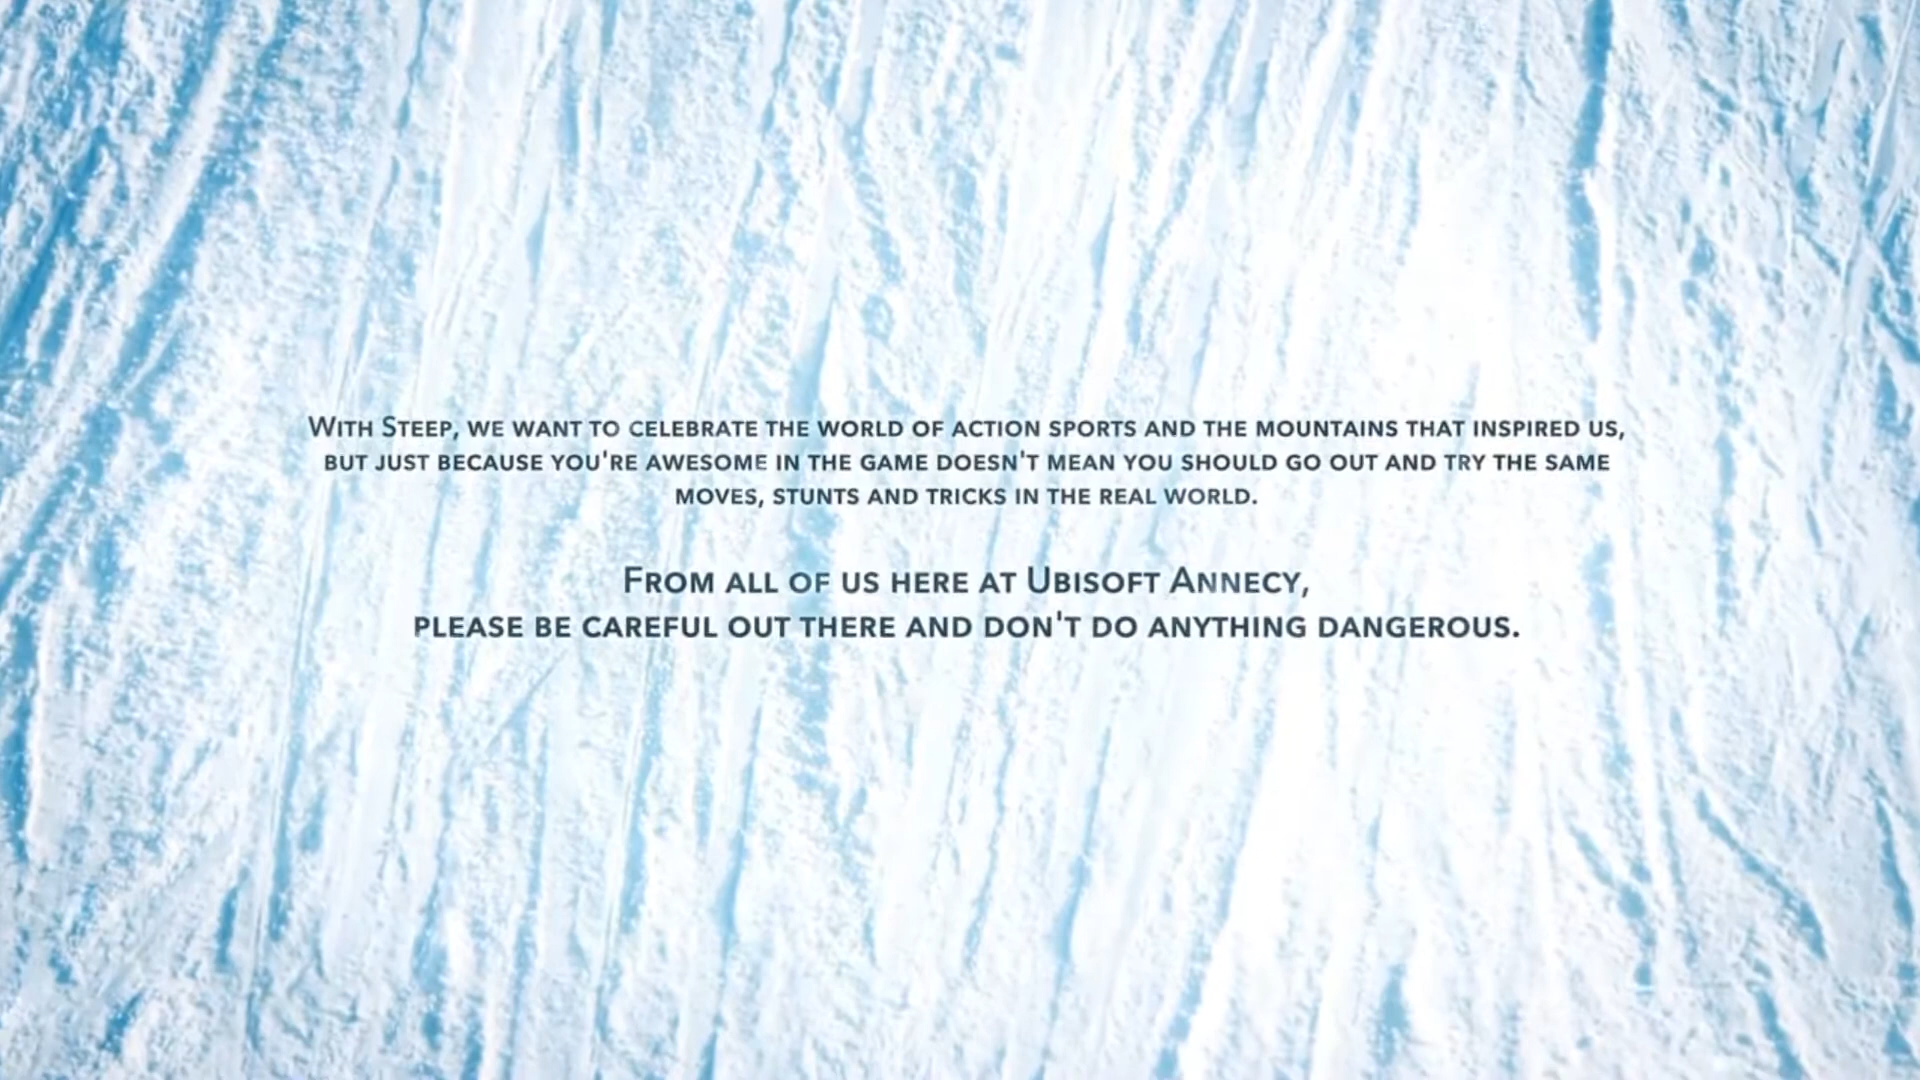 With Steep, we want to celebrate the world of action sports and the mountains that inspired us,
but just because you're awesome in the game doesn't mean you should go out and try the same
moves, stunts and tricks in the real world.
From all of us here at Ubisoft Annecy,
please be careful out there and don't do anything dangerous.